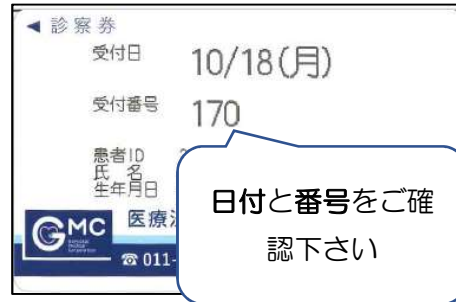 ◀ 診察券
受付日 10/18(月)
受付番号 170
患者ID
氏 名
生年月日
日付と番号をご確
認下さい
GMC 医療法
☎ 011-